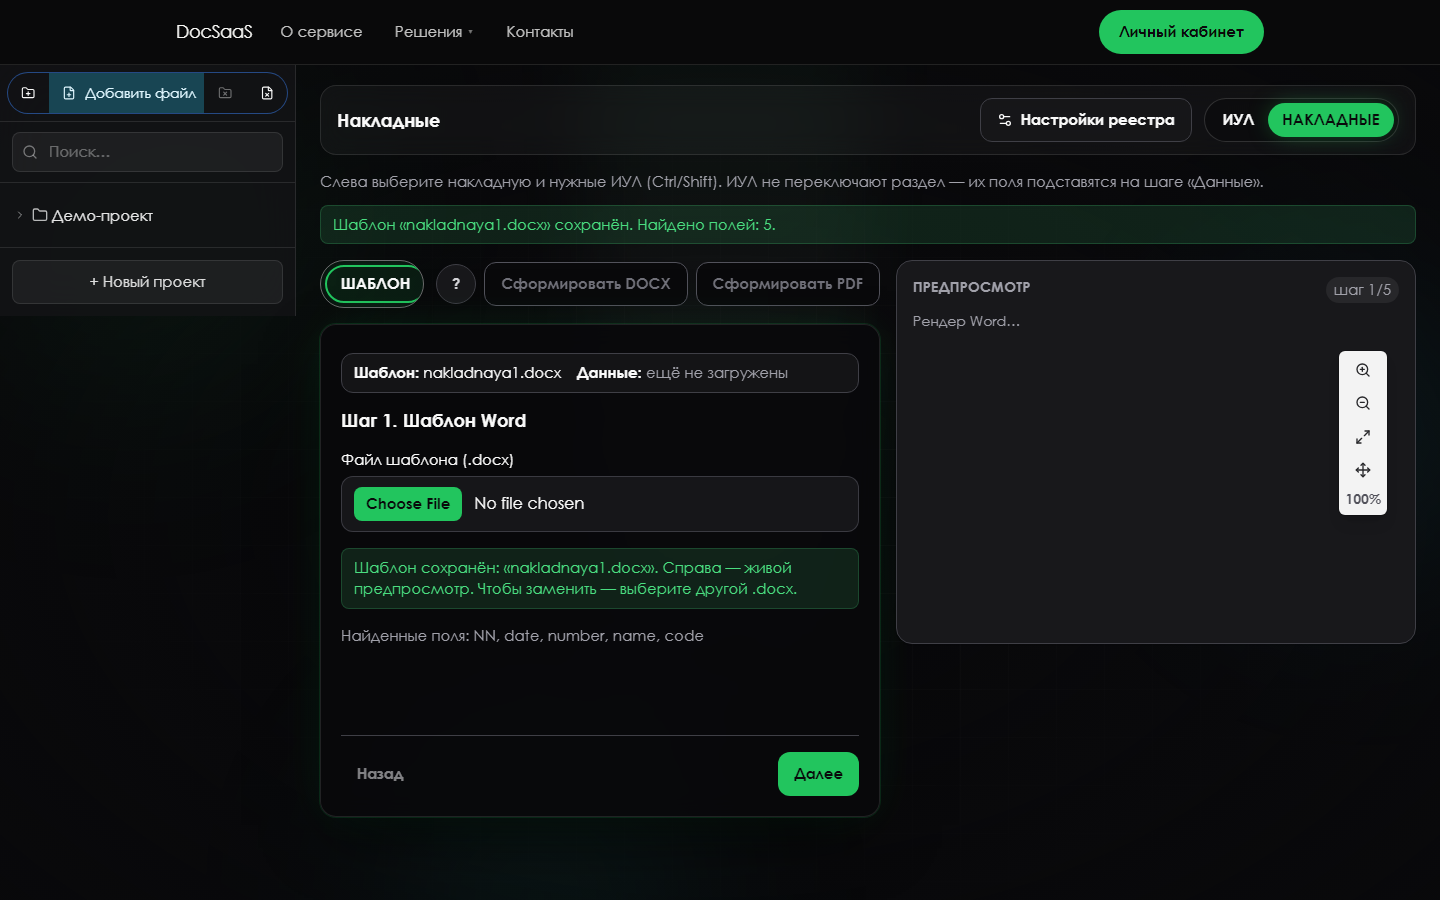 DocSaaS О сервисе Решения Контакты Личный кабинет
Добавить файл
Поиск...
Демо-проект
+ Новый проект
Накладные
Настройки реестра ИУЛ НАКЛАДНЫЕ
Слева выберите накладную и нужные ИУЛ (Ctrl/Shift). ИУЛ не переключают раздел — их поля подставятся на шаге «Данные».
Шаблон «nakladnaya1.docx» сохранён. Найдено полей: 5.
ШАБЛОН ? Сформировать DOCX Сформировать PDF
Шаблон: nakladnaya1.docx Данные: ещё не загружены
Шаг 1. Шаблон Word
Файл шаблона (.docx)
Choose File No file chosen
Шаблон сохранён: «nakladnaya1.docx». Справа — живой
предпросмотр. Чтобы заменить — выберите другой .docx.
Найденные поля: NN, date, number, name, code
Назад Далее
ПРЕДПРОСМОТР шаг 1/5
Рендер Word...
100%